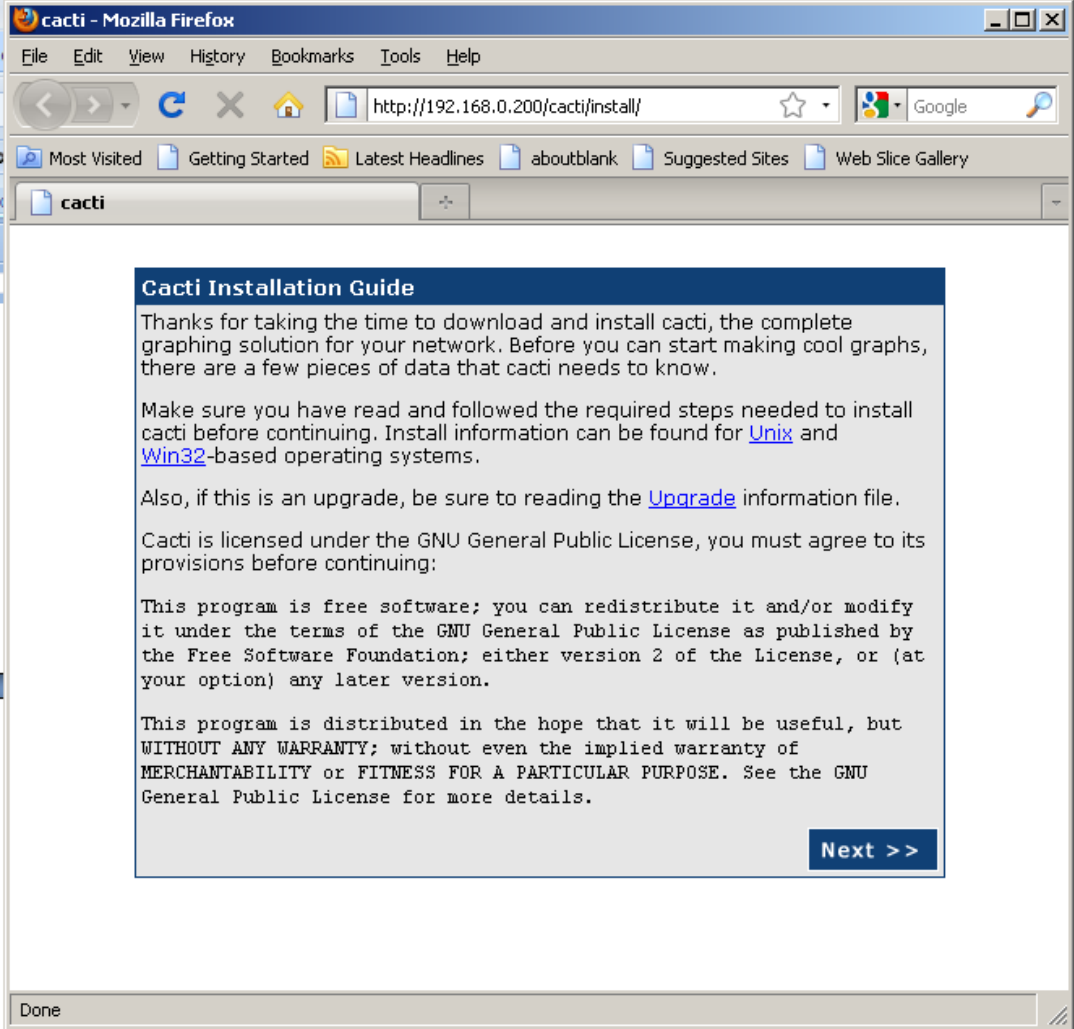 cacti - Mozilla Firefox
File Edit View History Bookmarks Tools Help
http://192.168.0.200/cacti/install/ Google
Most Visited Getting Started Latest Headlines aboutblank Suggested Sites Web Slice Gallery
cacti
Cacti Installation Guide
Thanks for taking the time to download and install cacti, the complete
graphing solution for your network. Before you can start making cool graphs,
there are a few pieces of data that cacti needs to know.
Make sure you have read and followed the required steps needed to install
cacti before continuing. Install information can be found for Unix and
Win32-based operating systems.
Also, if this is an upgrade, be sure to reading the Upgrade information file.
Cacti is licensed under the GNU General Public License, you must agree to its
provisions before continuing:
This program is free software; you can redistribute it and/or modify
it under the terms of the GNU General Public License as published by
the Free Software Foundation; either version 2 of the License, or (at
your option) any later version.
This program is distributed in the hope that it will be useful, but
WITHOUT ANY WARRANTY; without even the implied warranty of
MERCHANTABILITY or FITNESS FOR A PARTICULAR PURPOSE. See the GNU
General Public License for more details.
Next >>
Done